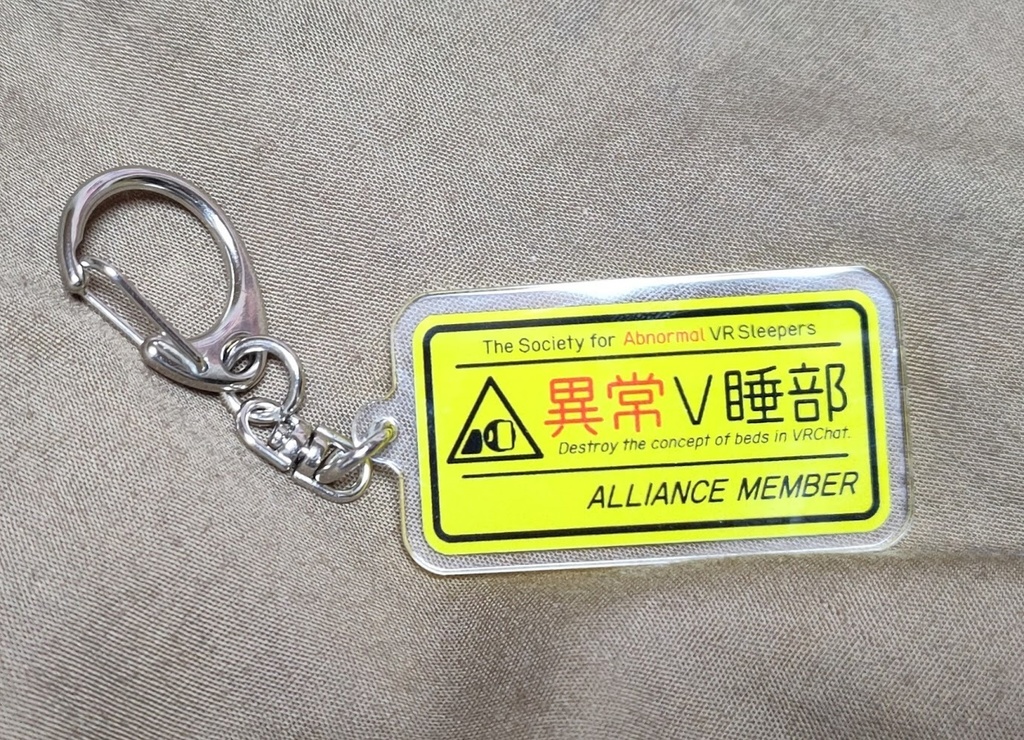 The Society for Abnormal VR Sleepers
異常V睡部
Destroy the concept of beds in VRChat.
ALLIANCE MEMBER